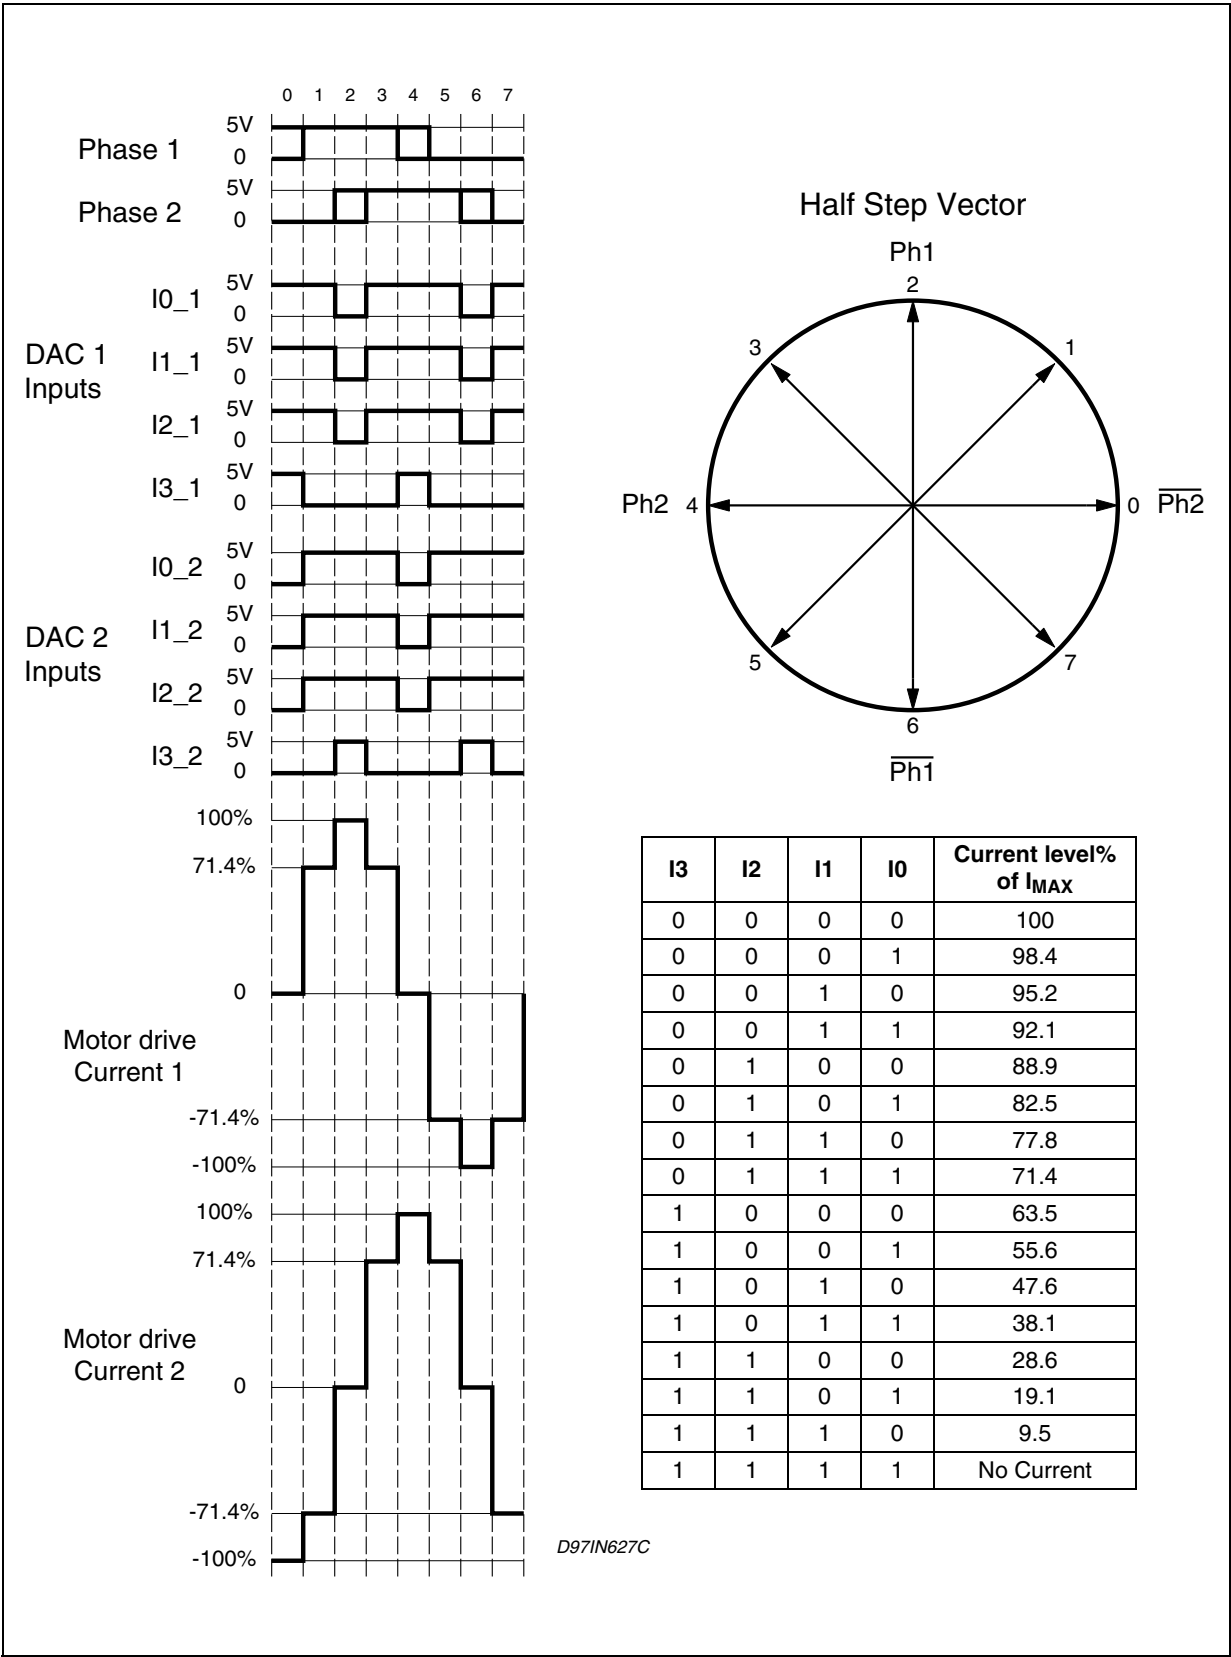 0 1 2 3 4 5 6 7
Phase 1
5V
0
Phase 2
5V
0
DAC 1
Inputs
I0_1
5V
0
I1_1
5V
0
I2_1
5V
0
I3_1
5V
0
DAC 2
Inputs
I0_2
5V
0
I1_2
5V
0
I2_2
5V
0
I3_2
5V
0
Motor drive
Current 1
100%
71.4%
0
-71.4%
-100%
Motor drive
Current 2
100%
71.4%
0
-71.4%
-100%
Half Step Vector
Ph1
2
3
1
Ph2 4
0 P̅h̅2̅
5
7
6
P̅h̅1̅
I3 I2 I1 I0 Current level%
of IMAX
0 0 0 0 100
0 0 0 1 98.4
0 0 1 0 95.2
0 0 1 1 92.1
0 1 0 0 88.9
0 1 0 1 82.5
0 1 1 0 77.8
0 1 1 1 71.4
1 0 0 0 63.5
1 0 0 1 55.6
1 0 1 0 47.6
1 0 1 1 38.1
1 1 0 0 28.6
1 1 0 1 19.1
1 1 1 0 9.5
1 1 1 1 No Current
D97IN627C